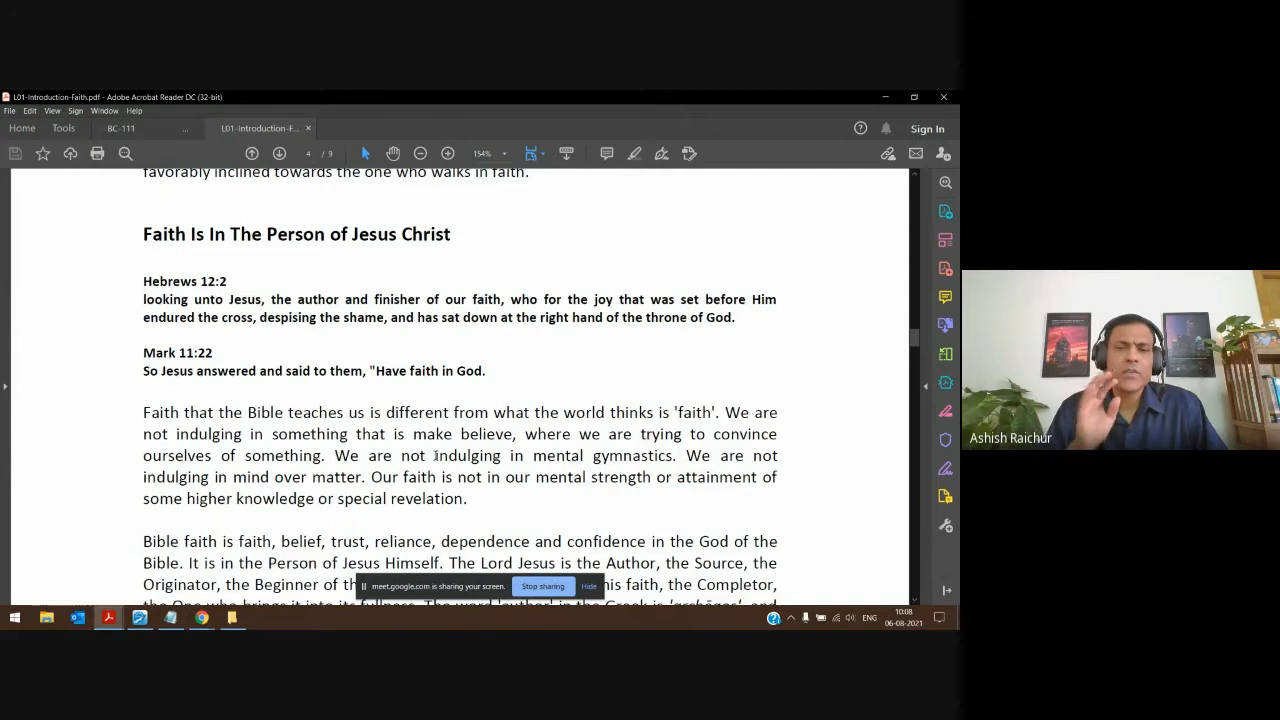 L01-Introduction-Faith.pdf - Adobe Acrobat Reader DC (32-bit)
File Edit View Sign Window Help
Home Tools BC-111 ... L01-Introduction-F... × Sign In
4 / 9 154%
favorably inclined towards the one who walks in faith.
Faith Is In The Person of Jesus Christ
Hebrews 12:2
looking unto Jesus, the author and finisher of our faith, who for the joy that was set before Him
endured the cross, despising the shame, and has sat down at the right hand of the throne of God.
Mark 11:22
So Jesus answered and said to them, "Have faith in God.
Faith that the Bible teaches us is different from what the world thinks is 'faith'. We are
not indulging in something that is make believe, where we are trying to convince
ourselves of something. We are not indulging in mental gymnastics. We are not
indulging in mind over matter. Our faith is not in our mental strength or attainment of
some higher knowledge or special revelation.
Bible faith is faith, belief, trust, reliance, dependence and confidence in the God of the
Bible. It is in the Person of Jesus Himself. The Lord Jesus is the Author, the Source, the
Originator, the Beginner of th his faith, the Completor,
meet.google.com is sharing your screen. Stop sharing Hide
Ashish Raichur
ENG 10:08
06-08-2021